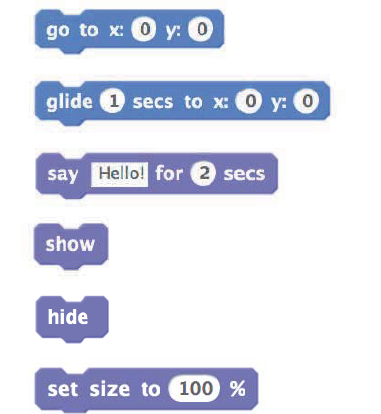 go to x: 0 y: 0
glide 1 secs to x: 0 y: 0
say Hello! for 2 secs
show
hide
set size to 100 %